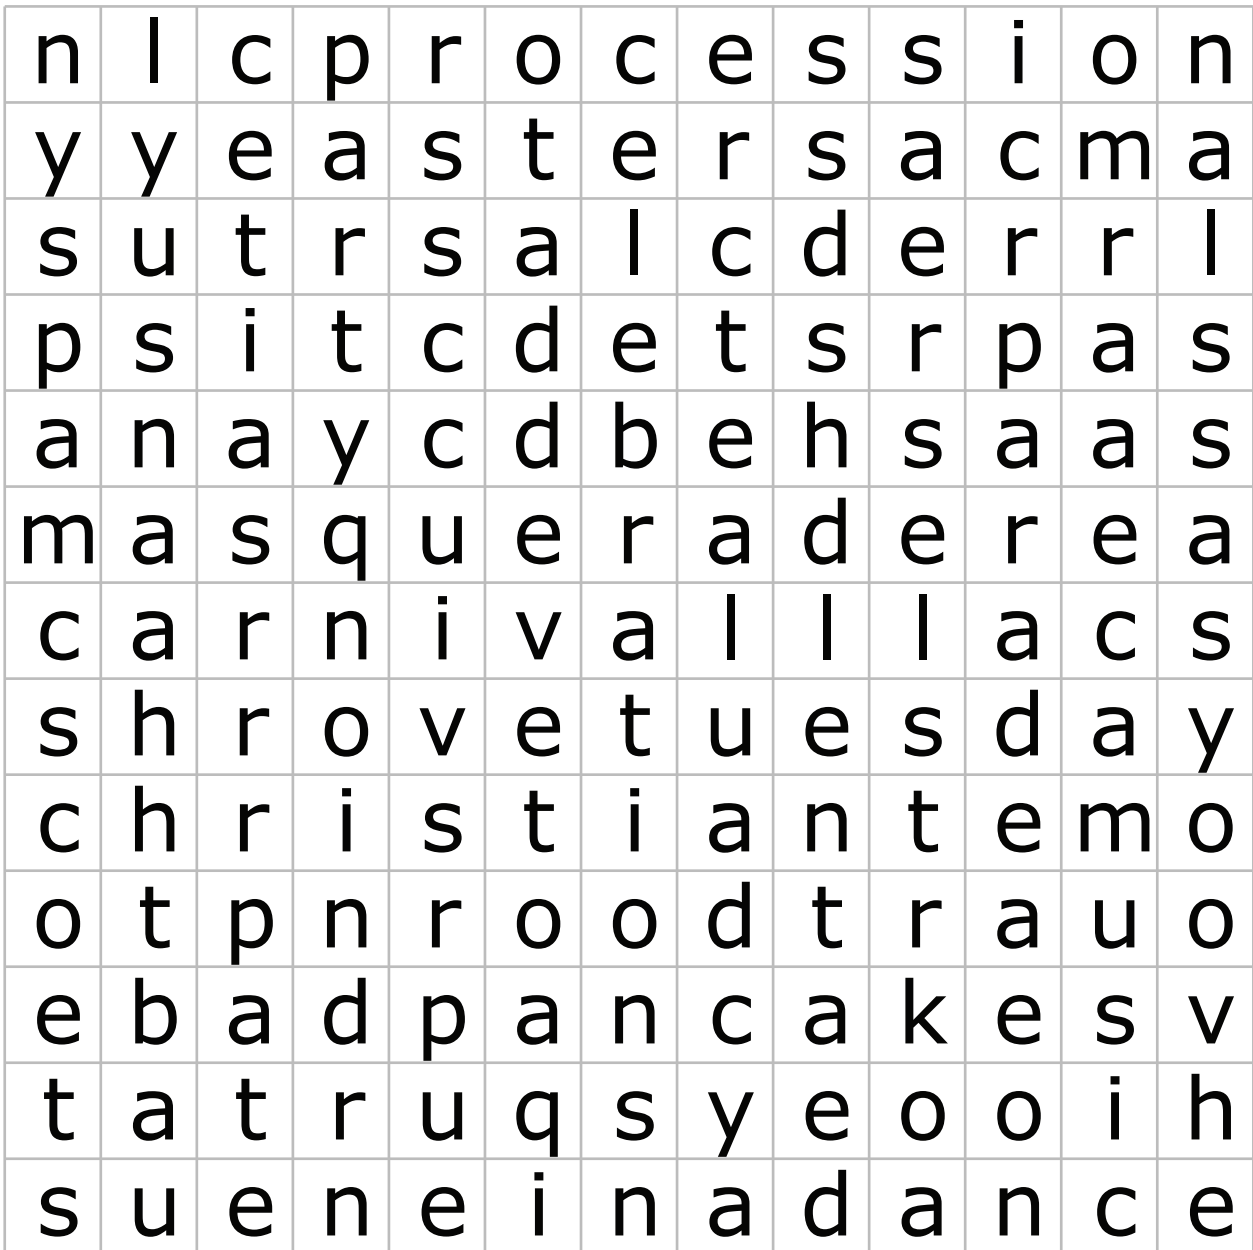 n l c p r o c e s s i o n
y y e a s t e r s a c m a
s u t r s a l c d e r r l
p s i t c d e t s r p a s
a n a y c d b e h s a a s
m a s q u e r a d e r e a
c a r n i v a l l l a c s
s h r o v e t u e s d a y
c h r i s t i a n t e m o
o t p n r o o d t r a u o
e b a d p a n c a k e s v
t a t r u q s y e o o i h
s u e n e i n a d a n c e